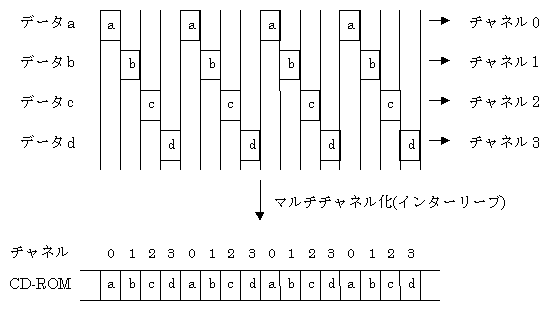 データa a a a a チャネル0
データb b b b b チャネル1
データc c c c c チャネル2
データd d d d d チャネル3
マルチチャネル化(インターリーブ)
チャネル 0 1 2 3 0 1 2 3 0 1 2 3 0 1 2 3
CD-ROM a b c d a b c d a b c d a b c d